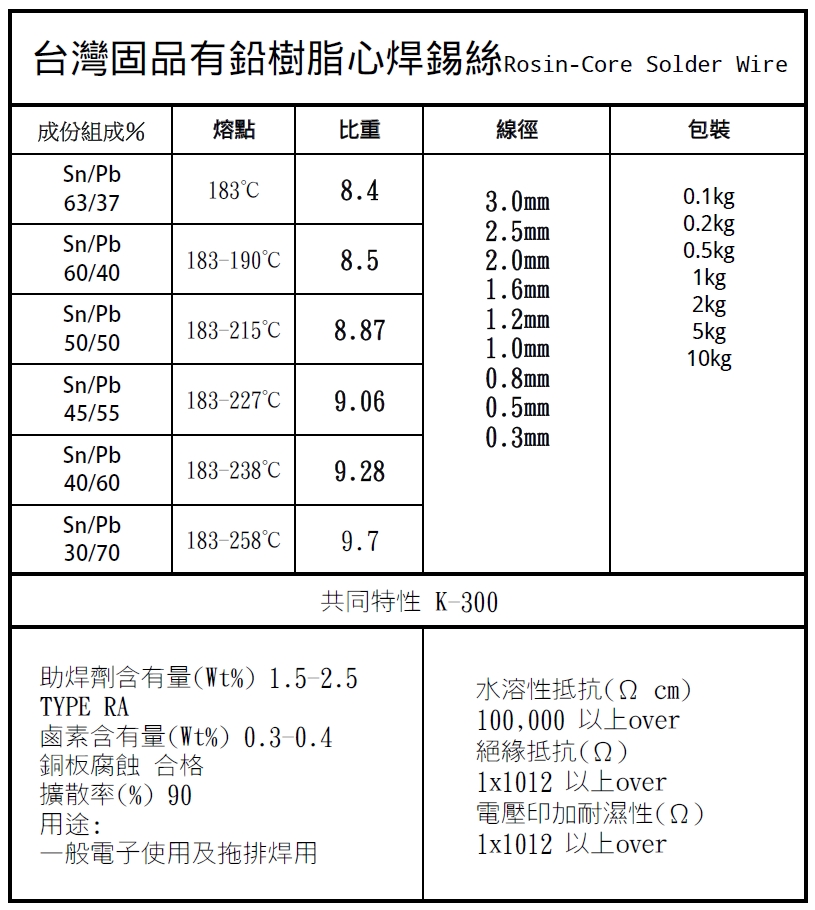 台灣固品有鉛樹脂心焊錫絲Rosin-Core Solder Wire
成份組成% 熔點 比重 線徑 包裝
Sn/Pb 63/37 183℃ 8.4
Sn/Pb 60/40 183-190℃ 8.5
Sn/Pb 50/50 183-215℃ 8.87
Sn/Pb 45/55 183-227℃ 9.06
Sn/Pb 40/60 183-238℃ 9.28
Sn/Pb 30/70 183-258℃ 9.7
3.0mm
2.5mm
2.0mm
1.6mm
1.2mm
1.0mm
0.8mm
0.5mm
0.3mm
0.1kg
0.2kg
0.5kg
1kg
2kg
5kg
10kg
共同特性 K-300
助焊劑含有量(Wt%) 1.5-2.5
TYPE RA
鹵素含有量(Wt%) 0.3-0.4
銅板腐蝕 合格
擴散率(%) 90
用途:
一般電子使用及拖排焊用
水溶性抵抗(Ω cm)
100,000 以上over
絕緣抵抗(Ω)
1x1012 以上over
電壓印加耐濕性(Ω)
1x1012 以上over